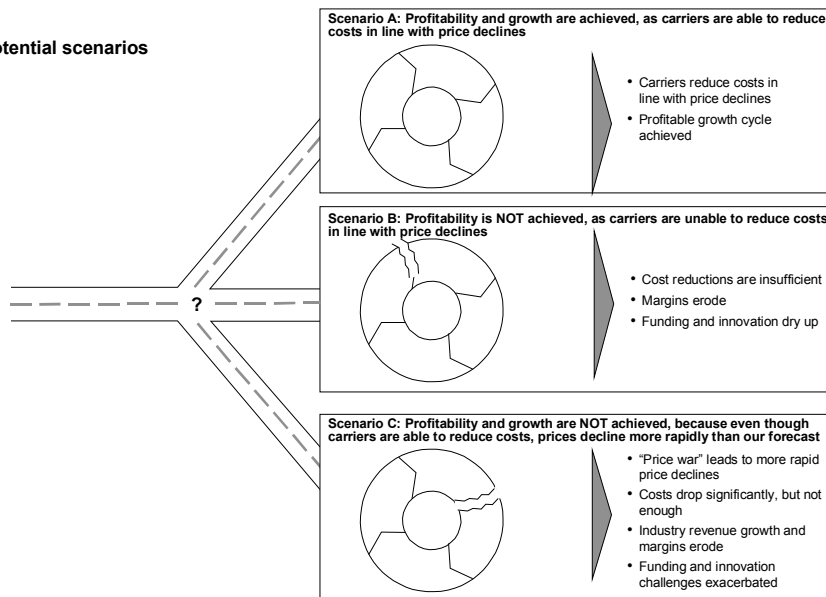 otential scenarios
Scenario A: Profitability and growth are achieved, as carriers are able to reduce
costs in line with price declines
• Carriers reduce costs in
line with price declines
• Profitable growth cycle
achieved
Scenario B: Profitability is NOT achieved, as carriers are unable to reduce costs
in line with price declines
?
• Cost reductions are insufficient
• Margins erode
• Funding and innovation dry up
Scenario C: Profitability and growth are NOT achieved, because even though
carriers are able to reduce costs, prices decline more rapidly than our forecast
• “Price war” leads to more rapid
price declines
• Costs drop significantly, but not
enough
• Industry revenue growth and
margins erode
• Funding and innovation
challenges exacerbated